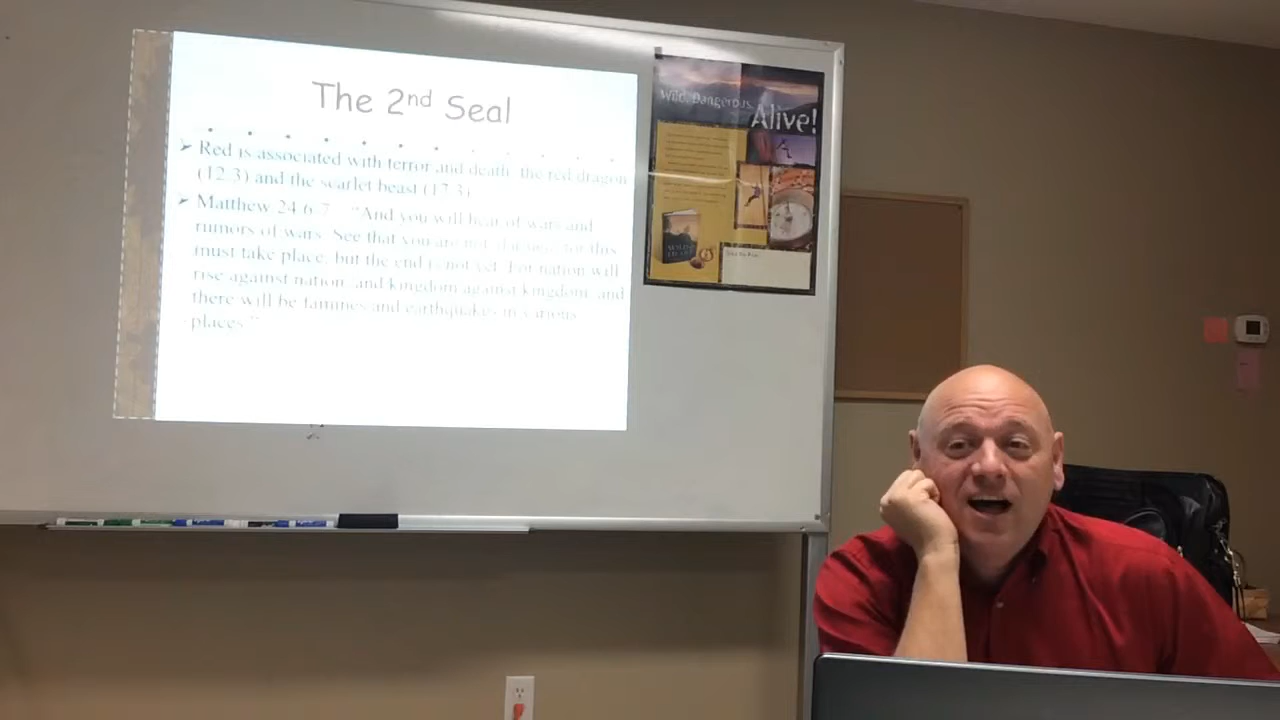 The 2nd Seal
Red is associated with terror and death: the red dragon
(12:3) and the scarlet beast (17:3)
Matthew 24:6-7 "And you will hear of wars and
rumors of wars. See that you are not for this
must take place, but the end is not yet. For nation will
rise against nation, and kingdom against kingdom, and
there will be famines and earthquakes in various
places."
Wild, Dangerous,
Alive!